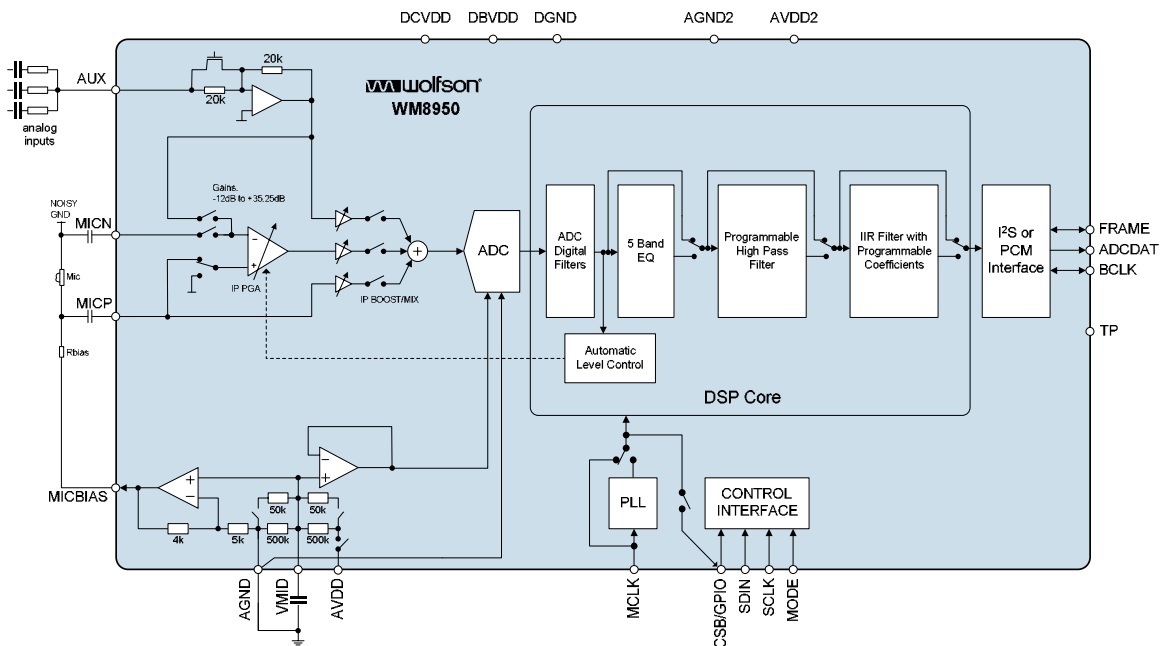 DCVDD
DBVDD
DGND
AGND2
AVDD2
AUX
20k
20k
wolfson®
WM8950
analog
inputs
Gains,
-12dB to +35.25dB
NOISY
GND
MICN
Mic
MICP
Rbias
IP PGA
IP BOOST/MIX
ADC
ADC
Digital
Filters
5 Band
EQ
Programmable
High Pass
Filter
IIR Filter with
Programmable
Coefficients
I²S or
PCM
Interface
FRAME
ADCDAT
BCLK
TP
Automatic
Level Control
DSP Core
MICBIAS
4k
5k
50k
50k
500k
500k
PLL
CONTROL
INTERFACE
AGND
VMID
AVDD
MCLK
CSB/GPIO
SDIN
SCLK
MODE